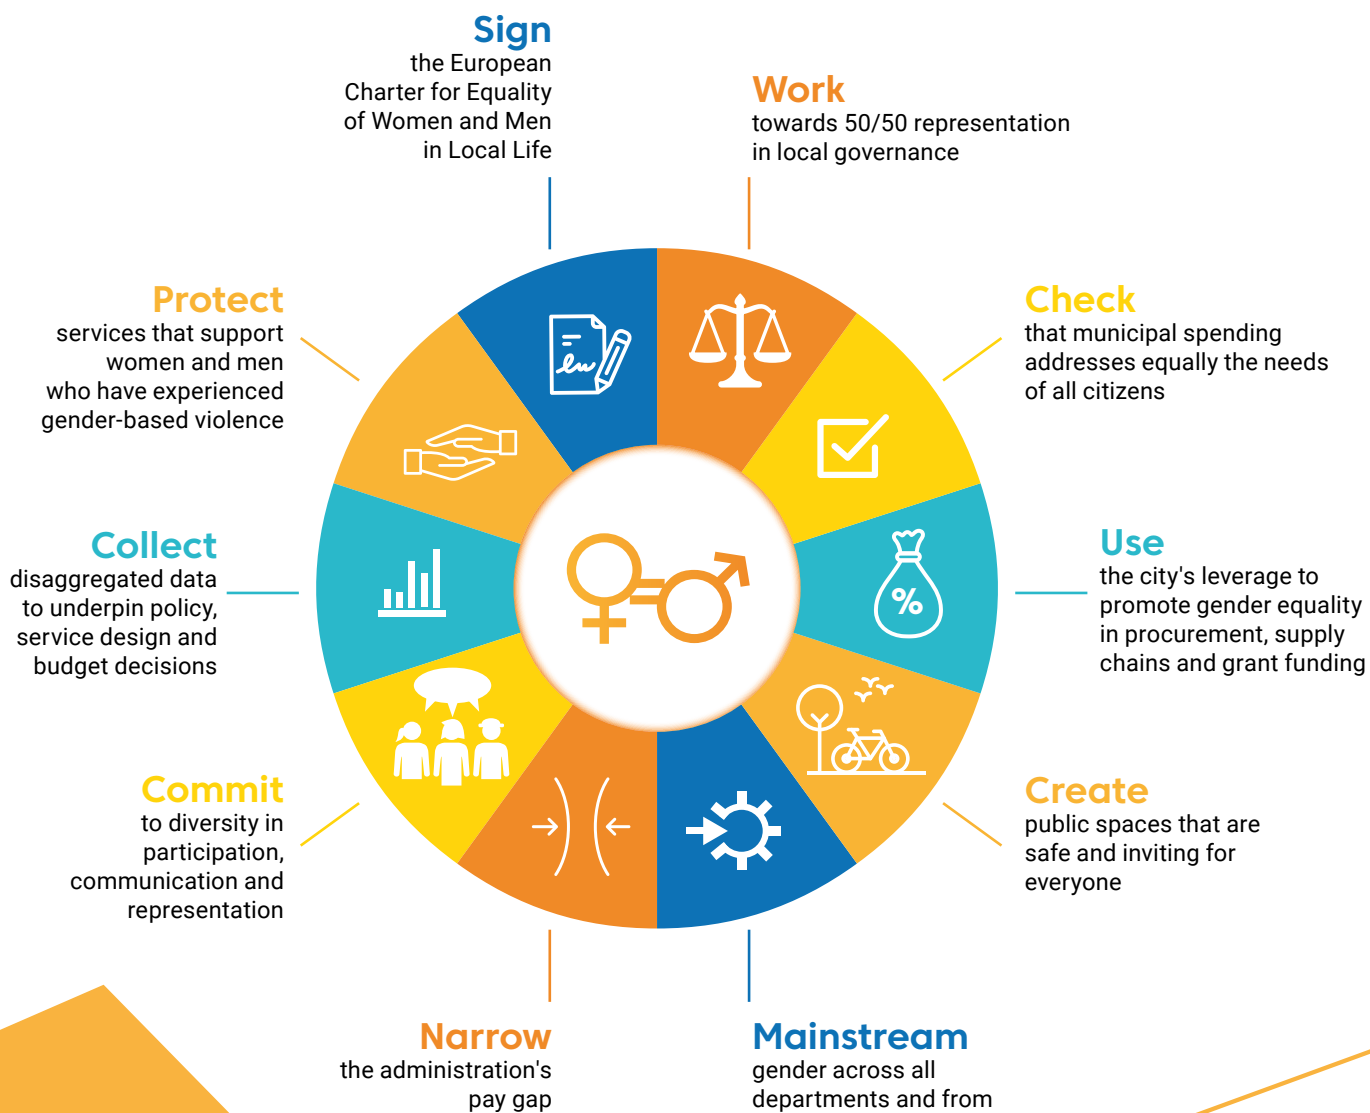 Sign
the European
Charter for Equality
of Women and Men
in Local Life
Work
towards 50/50 representation
in local governance
Check
that municipal spending
addresses equally the needs
of all citizens
Use
the city's leverage to
promote gender equality
in procurement, supply
chains and grant funding
Create
public spaces that are
safe and inviting for
everyone
Mainstream
gender across all
departments and from
Narrow
the administration's
pay gap
Commit
to diversity in
participation,
communication and
representation
Collect
disaggregated data
to underpin policy,
service design and
budget decisions
Protect
services that support
women and men
who have experienced
gender-based violence
%